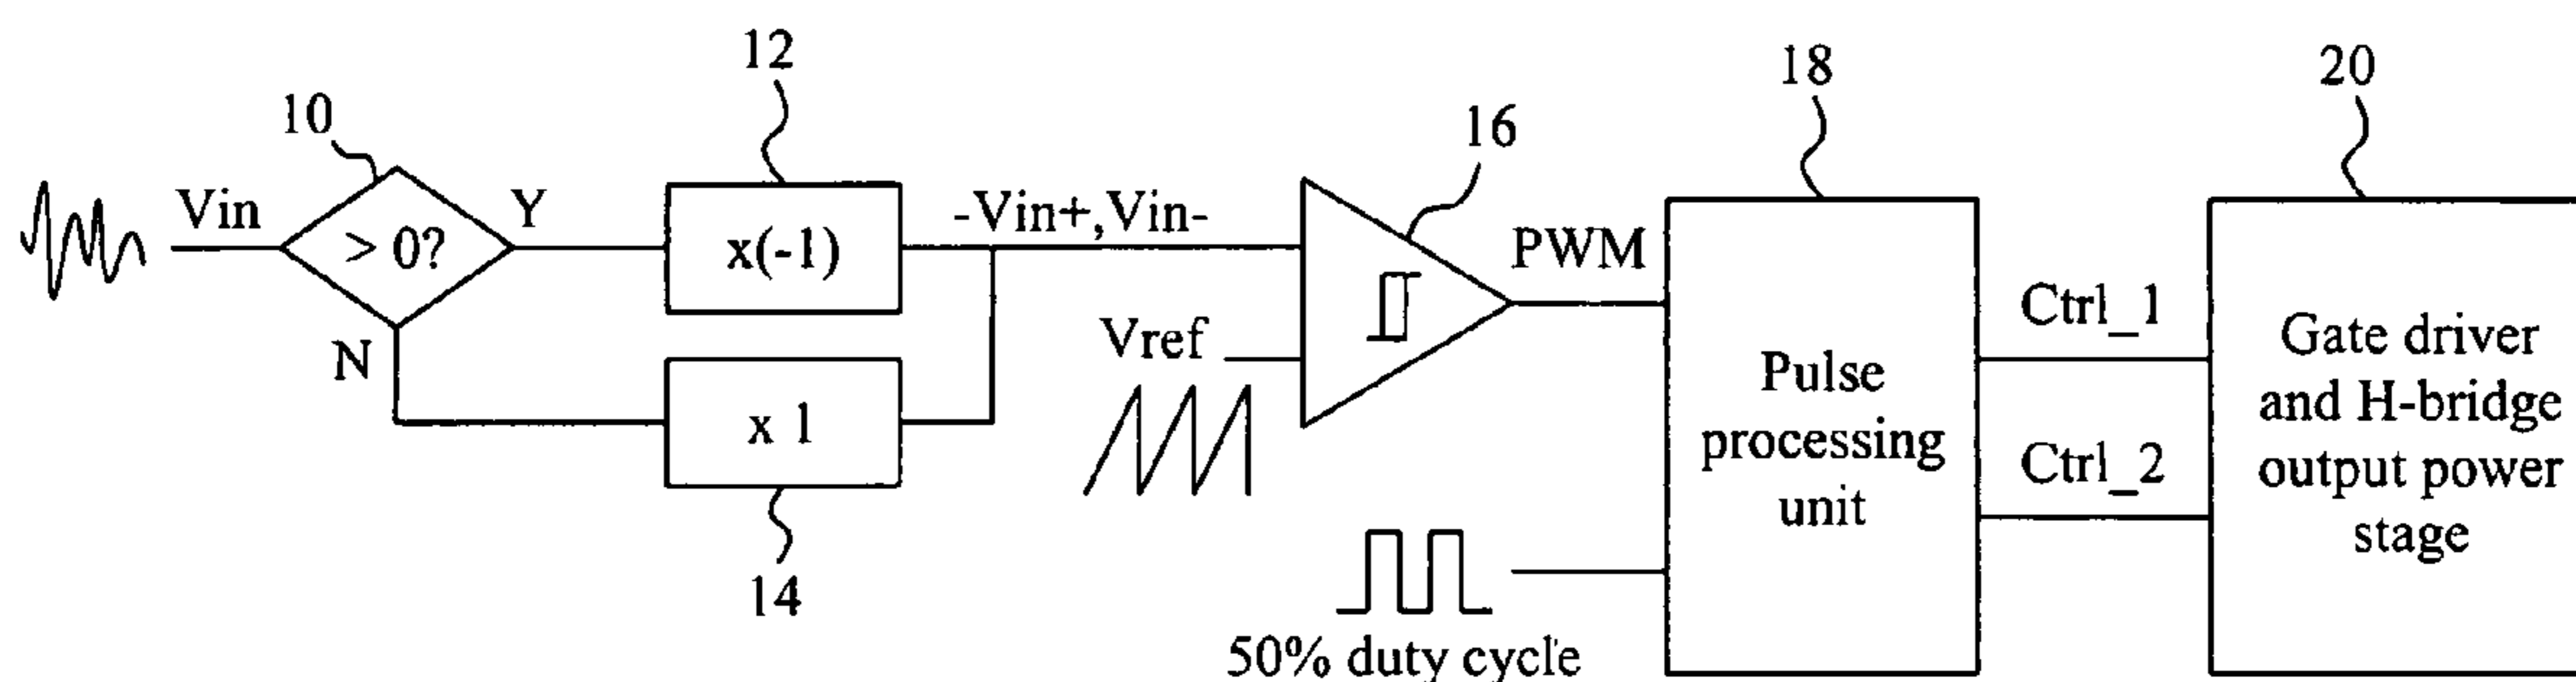 12
18
20
10
16
Vin
> 0?
Y
x(-1)
-Vin+,Vin-
PWM
N
Vref
x 1
14
50% duty cycle
Pulse
processing
unit
Ctrl_1
Ctrl_2
Gate driver
and H-bridge
output power
stage